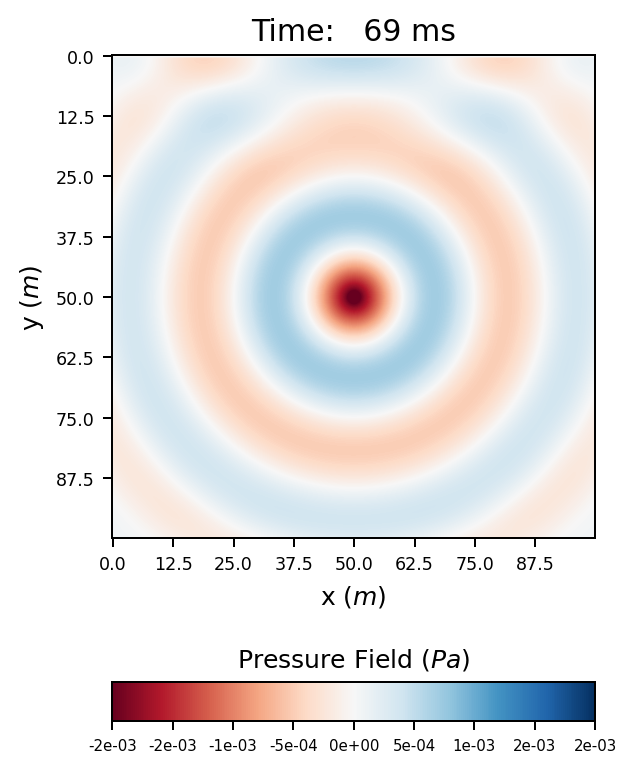 Time:   69 ms
0.0
12.5
25.0
37.5
50.0
62.5
75.0
87.5
y (m)
0.0 12.5 25.0 37.5 50.0 62.5 75.0 87.5
x (m)
Pressure Field (Pa)
-2e-03 -2e-03 -1e-03 -5e-04 0e+00 5e-04 1e-03 2e-03 2e-03